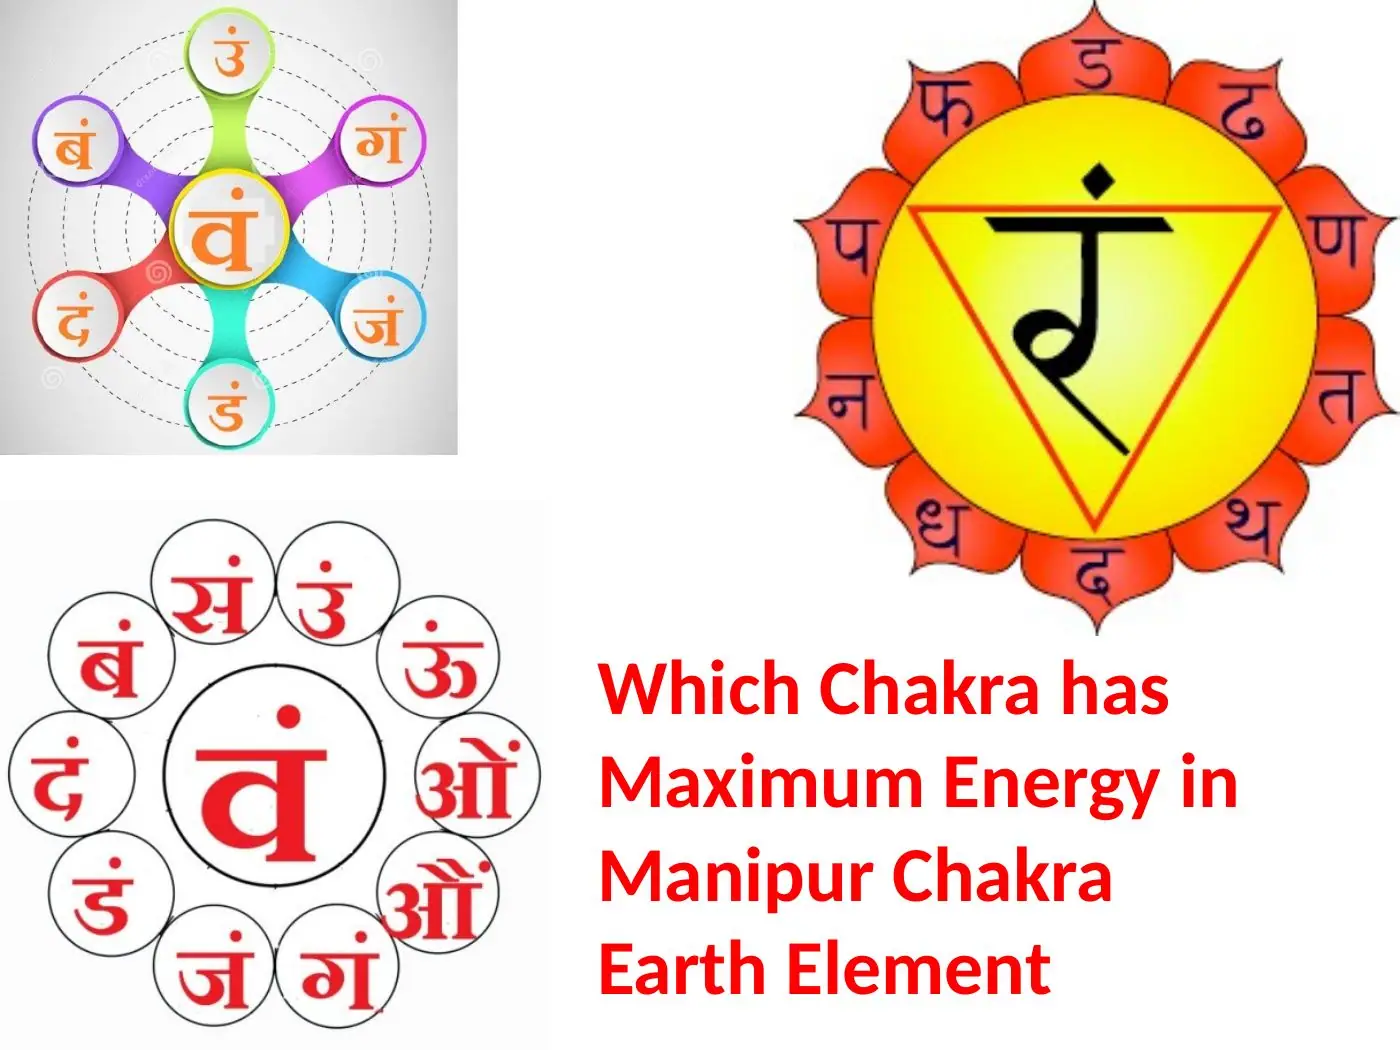 उं
बं
गं
वं
दं
जं
डं
ड
फ
ढ
प
ण
रं
न
त
ध
थ
द
सं
उं
बं
ऊं
दं
वं
ओं
डं
औं
जं
गं
Which Chakra has
Maximum Energy in
Manipur Chakra
Earth Element